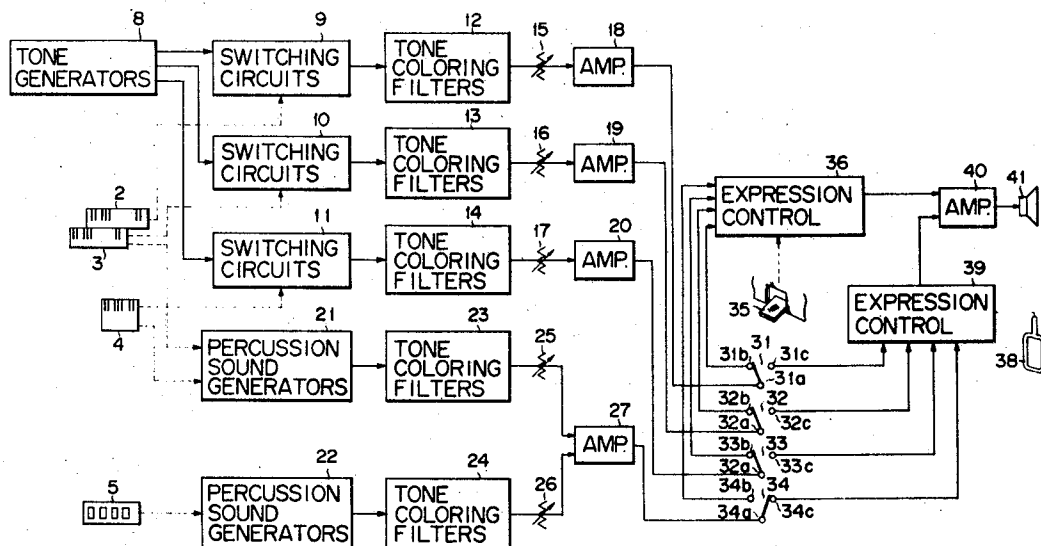 8
TONE
GENERATORS
9
SWITCHING
CIRCUITS
12
TONE
COLORING
FILTERS
15
18
AMP.
10
SWITCHING
CIRCUITS
13
TONE
COLORING
FILTERS
16
19
AMP.
2
3
11
SWITCHING
CIRCUITS
14
TONE
COLORING
FILTERS
17
20
AMP.
4
21
PERCUSSION
SOUND
GENERATORS
23
TONE
COLORING
FILTERS
25
27
AMP.
5
22
PERCUSSION
SOUND
GENERATORS
24
TONE
COLORING
FILTERS
26
36
EXPRESSION
CONTROL
35
40
AMP.
41
39
EXPRESSION
CONTROL
38
31b
31
31c
31a
32b
32
32a
32c
33b
33
32a
33c
34b
34
34a
34c